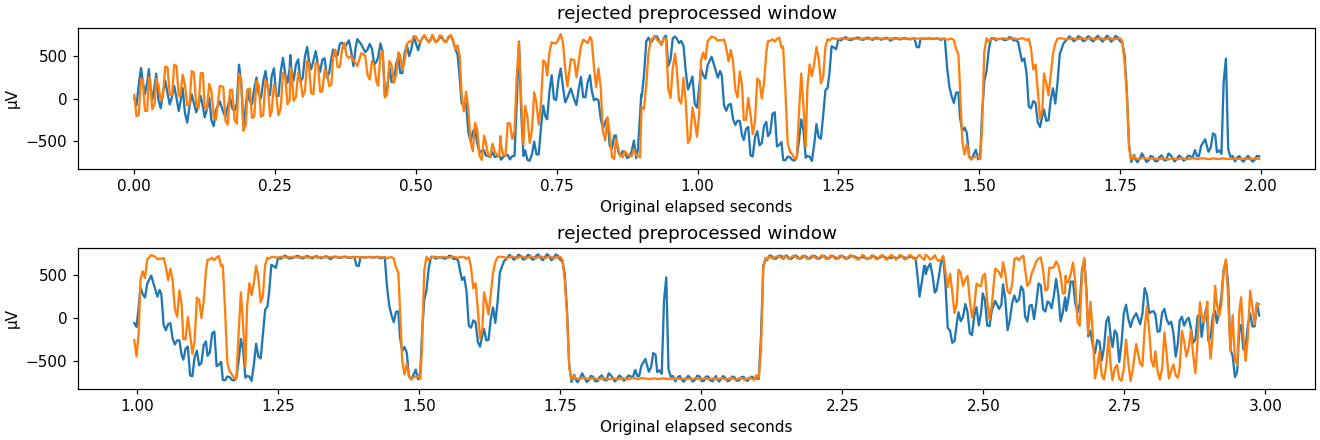 rejected preprocessed window
500
0
−500
µV
0.00 0.25 0.50 0.75 1.00 1.25 1.50 1.75 2.00
Original elapsed seconds
rejected preprocessed window
500
0
−500
µV
1.00 1.25 1.50 1.75 2.00 2.25 2.50 2.75 3.00
Original elapsed seconds